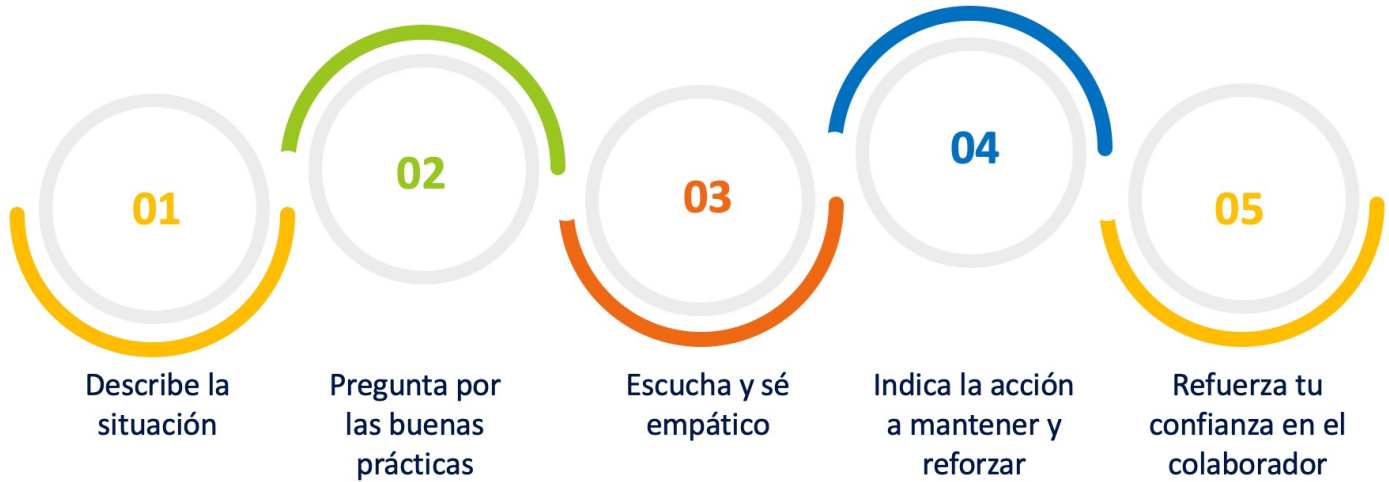 01
Describe la
situación
02
Pregunta por
las buenas
prácticas
03
Escucha y sé
empático
04
Indica la acción
a mantener y
reforzar
05
Refuerza tu
confianza en el
colaborador